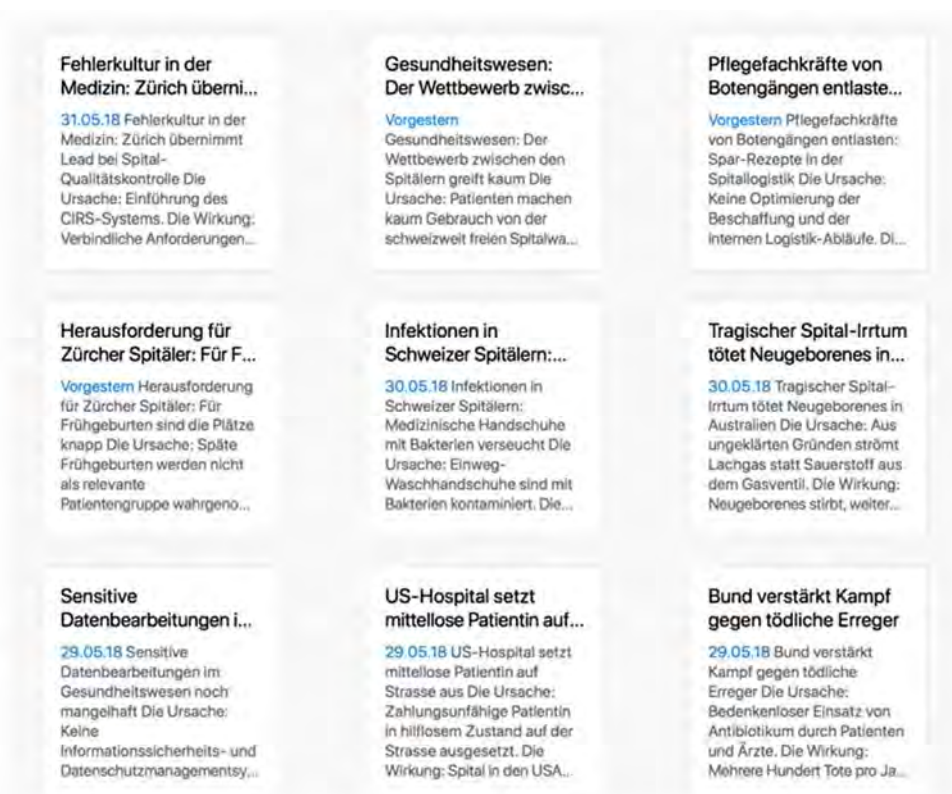 Fehlerkultur in der
Medizin: Zürich überni...
31.05.18 Fehlerkultur in der
Medizin: Zürich übernimmt
Lead bei Spital-
Qualitätskontrolle Die
Ursache: Einführung des
CIRS-Systems. Die Wirkung:
Verbindliche Anforderungen...
Gesundheitswesen:
Der Wettbewerb zwisc...
Vorgestern
Gesundheitswesen: Der
Wettbewerb zwischen den
Spitälern greift kaum Die
Ursache: Patienten machen
kaum Gebrauch von der
schweizweit freien Spitalwa...
Pflegefachkräfte von
Botengängen entlaste...
Vorgestern Pflegefachkräfte
von Botengängen entlasten:
Spar-Rezepte in der
Spitallogistik Die Ursache:
Keine Optimierung der
Beschaffung und der
internen Logistik-Abläufe. Di...
Herausforderung für
Zürcher Spitäler: Für F...
Vorgestern Herausforderung
für Zürcher Spitäler: Für
Frühgeburten sind die Plätze
knapp Die Ursache: Späte
Frühgeburten werden nicht
als relevante
Patientengruppe wahrgeno...
Infektionen in
Schweizer Spitälern:...
30.05.18 Infektionen in
Schweizer Spitälern:
Medizinische Handschuhe
mit Bakterien verseucht Die
Ursache: Einweg-
Waschhandschuhe sind mit
Bakterien kontaminiert. Die...
Tragischer Spital-Irrtum
tötet Neugeborenes in...
30.05.18 Tragischer Spital-
Irrtum tötet Neugeborenes in
Australien Die Ursache: Aus
ungeklärten Gründen strömt
Lachgas statt Sauerstoff aus
dem Gasventil. Die Wirkung:
Neugeborenes stirbt, weiter...
Sensitive
Datenbearbeitungen i...
29.05.18 Sensitive
Datenbearbeitungen im
Gesundheitswesen noch
mangelhaft Die Ursache:
Keine
Informationssicherheits- und
Datenschutzmanagementsy...
US-Hospital setzt
mittellose Patientin auf...
29.05.18 US-Hospital setzt
mittellose Patientin auf
Strasse aus Die Ursache:
Zahlungsunfähige Patientin
in hilflosem Zustand auf der
Strasse ausgesetzt. Die
Wirkung: Spital in den USA...
Bund verstärkt Kampf
gegen tödliche Erreger
29.05.18 Bund verstärkt
Kampf gegen tödliche
Erreger Die Ursache:
Bedenkenloser Einsatz von
Antibiotikum durch Patienten
und Ärzte. Die Wirkung:
Mehrere Hundert Tote pro Ja...